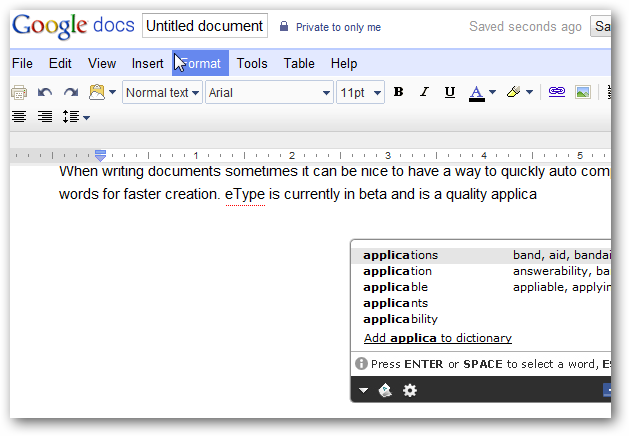 Google docs Untitled document Private to only me Saved seconds ago
File Edit View Insert Format Tools Table Help
Normal text Arial 11pt B I U A
1 2 3 4 5
When writing documents sometimes it can be nice to have a way to quickly auto comp
words for faster creation. eType is currently in beta and is a quality applica
applications band, aid, bandai
application answerability, ba
applicable appliable, applyin
applicants
applicability
Add applica to dictionary
Press ENTER or SPACE to select a word, ES